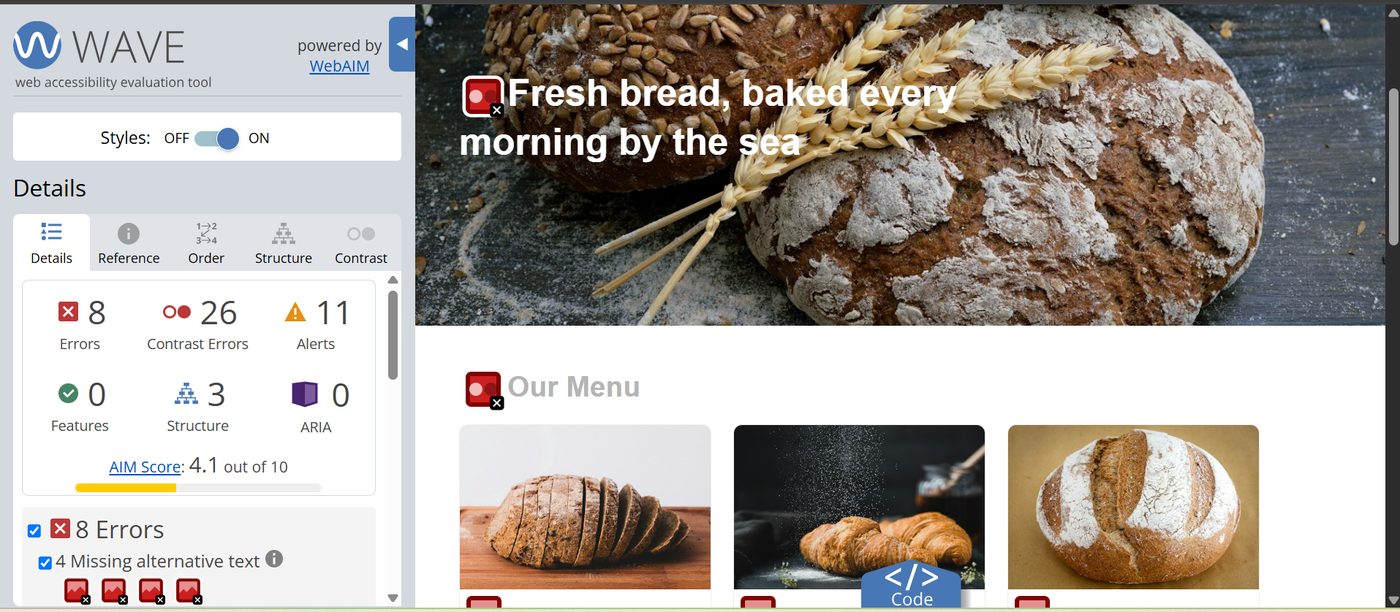 WAVE
web accessibility evaluation tool
powered by
WebAIM
Styles: OFF ON
Details
Details Reference Order Structure Contrast
8 26 11
Errors Contrast Errors Alerts
0 3 0
Features Structure ARIA
AIM Score: 4.1 out of 10
8 Errors
4 Missing alternative text
Fresh bread, baked every
morning by the sea
Our Menu
</> 
Code